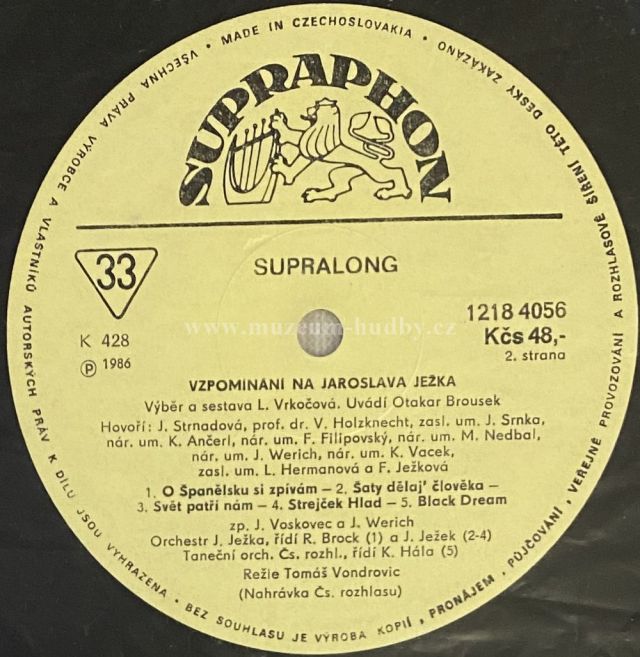 • MADE IN CZECHOSLOVAKIA • VŠECHNA PRÁVA VÝROBCE A VLASTNÍKŮ AUTORSKÝCH PRÁV K DÍLU JSOU VYHRAZENA • BEZ SOUHLASU JE VÝROBA KOPIÍ, PRONÁJEM, PŮJČOVÁNÍ, VEŘEJNÉ PROVOZOVÁNÍ A ROZHLASOVÉ ŠÍŘENÍ TÉTO DESKY ZAKÁZÁNO
SUPRAPHON
33
SUPRALONG
K 428
Ⓟ 1986
1218 4056
Kčs 48,-
2. strana
www.muzeum-hudby.cz
VZPOMÍNÁNÍ NA JAROSLAVA JEŽKA
Výběr a sestava L. Vrkočová. Uvádí Otakar Brousek
Hovoří: J. Strnadová, prof. dr. V. Holzknecht, zasl. um. J. Srnka,
nár. um. K. Ančerl, nár. um. F. Filipovský, nár. um. M. Nedbal,
nár. um. J. Werich, nár. um. K. Vacek,
zasl. um. L. Hermanová a F. Ježková
1. O Španělsku si zpívám – 2. Šaty dělaj' člověka –
3. Svět patří nám – 4. Strejček Hlad – 5. Black Dream
zp. J. Voskovec a J. Werich
Orchestr J. Ježka, řídí R. Brock (1) a J. Ježek (2-4)
Taneční orch. Čs. rozhl., řídí K. Hála (5)
Režie Tomáš Vondrovic
(Nahrávka Čs. rozhlasu)